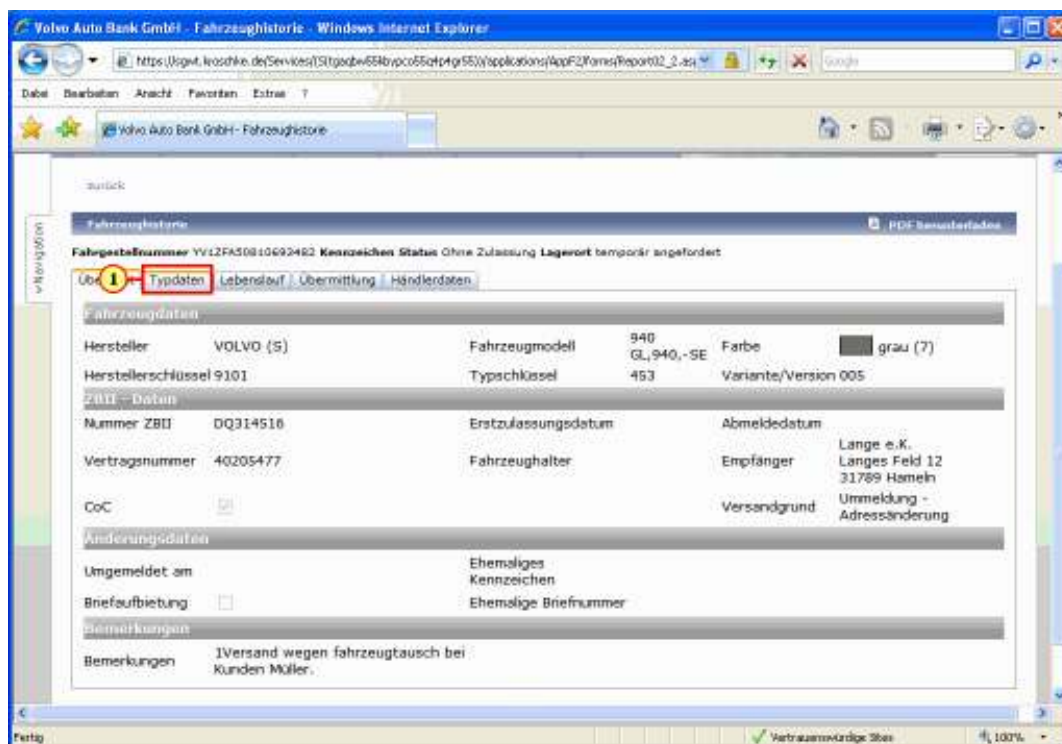 Volvo Auto Bank GmbH - Fahrzeughistorie - Windows Internet Explorer
Google
Datei Bearbeiten Ansicht Favoriten Extras ?
Volvo Auto Bank GmbH - Fahrzeughistorie
zurück
> Navigation
Fahrzeughistorie PDF herunterladen
Fahrgestellnummer Kennzeichen Status Ohne Zulassung Lagerort temporär angefordert
1 Typdaten Lebenslauf Übermittlung Händlerdaten
Fahrzeugdaten
Hersteller VOLVO (S) Fahrzeugmodell 940 GL,940,-SE Farbe grau (7)
Herstellerschlüssel 9101 Typschlüssel 453 Variante/Version 005
ZBII - Daten
Nummer ZBII DQ314516 Erstzulassungsdatum Abmeldedatum
Vertragsnummer 40205477 Fahrzeughalter Empfänger Lange e.K.
Langes Feld 12
31789 Hameln
CoC Versandgrund Ummeldung -
Adressänderung
Änderungsdaten
Umgemeldet am Ehemaliges
Kennzeichen
Briefaufbietung Ehemalige Briefnummer
Bemerkungen
Bemerkungen 1Versand wegen fahrzeugtausch bei
Kunden Müller.
Fertig Vertrauenswürdige Sites 100%